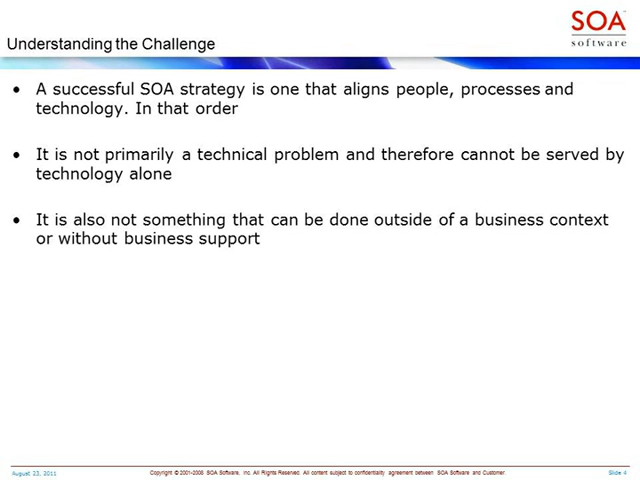 SOA
software
Understanding the Challenge
• A successful SOA strategy is one that aligns people, processes and
technology. In that order
• It is not primarily a technical problem and therefore cannot be served by
technology alone
• It is also not something that can be done outside of a business context
or without business support
August 23, 2011
Copyright © 2001-2008 SOA Software, Inc. All Rights Reserved. All content subject to confidentiality agreement between SOA Software and Customer.
Slide 4